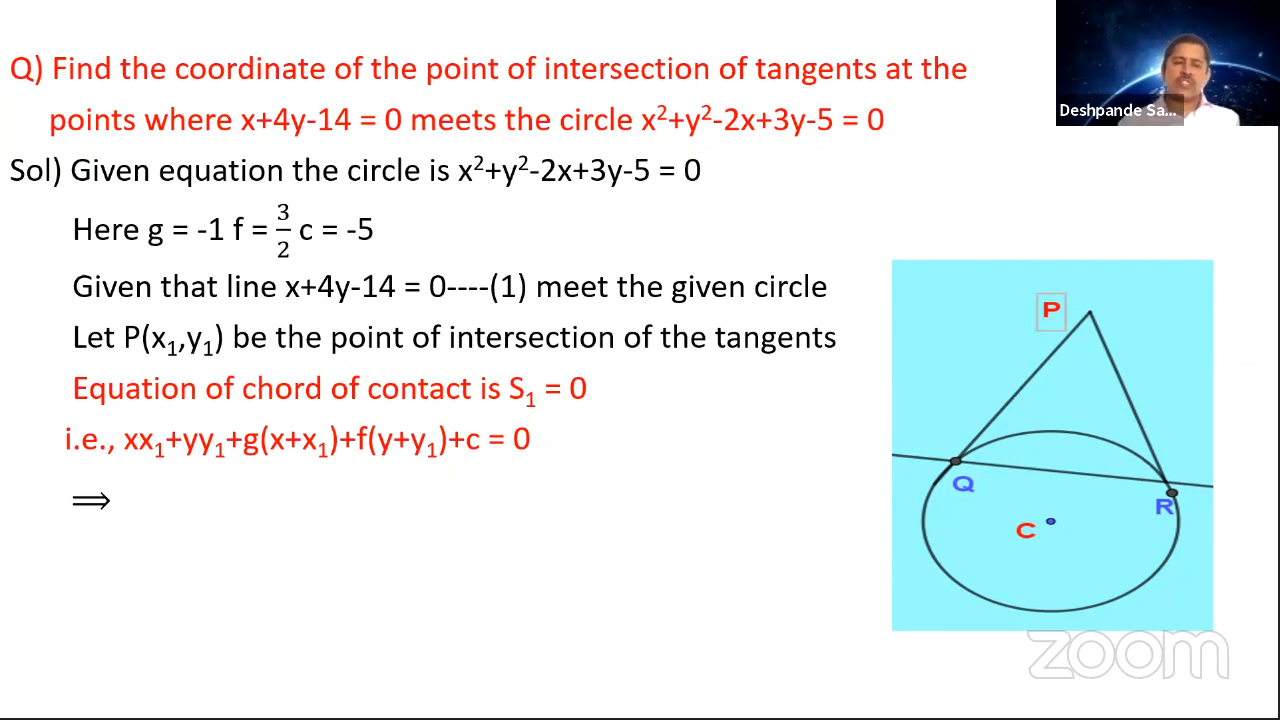 Q) Find the coordinate of the point of intersection of tangents at the
points where x+4y-14 = 0 meets the circle x²+y²-2x+3y-5 = 0
Sol) Given equation the circle is x²+y²-2x+3y-5 = 0
Here g = -1 f = 3/2 c = -5
Given that line x+4y-14 = 0----(1) meet the given circle
Let P(x₁,y₁) be the point of intersection of the tangents
Equation of chord of contact is S₁ = 0
i.e., xx₁+yy₁+g(x+x₁)+f(y+y₁)+c = 0
⟹
P
Q
R
C
Deshpande Sa...
zoom